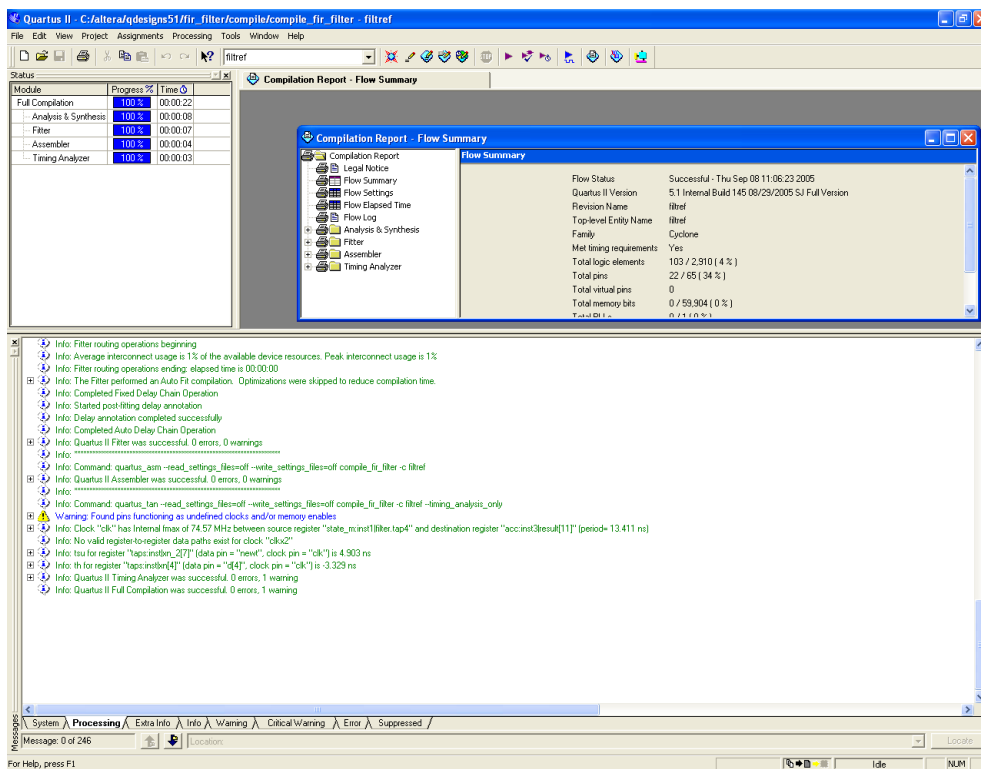 Quartus II - C:/altera/qdesigns51/fir_filter/compile/compile_fir_filter - filtref
File Edit View Project Assignments Processing Tools Window Help
filtref
Status
Module Progress % Time
Full Compilation 100 % 00:00:22
Analysis & Synthesis 100 % 00:00:08
Fitter 100 % 00:00:07
Assembler 100 % 00:00:04
Timing Analyzer 100 % 00:00:03
Compilation Report - Flow Summary
Compilation Report - Flow Summary
Compilation Report
Legal Notice
Flow Summary
Flow Settings
Flow Elapsed Time
Flow Log
Analysis & Synthesis
Fitter
Assembler
Timing Analyzer
Flow Summary
Flow Status Successful - Thu Sep 08 11:06:23 2005
Quartus II Version 5.1 Internal Build 145 08/29/2005 SJ Full Version
Revision Name filtref
Top-level Entity Name filtref
Family Cyclone
Met timing requirements Yes
Total logic elements 103 / 2,910 ( 4 % )
Total pins 22 / 65 ( 34 % )
Total virtual pins 0
Total memory bits 0 / 59,904 ( 0 % )
Total PLLs 0 / 1 ( 0 % )
Info: Fitter routing operations beginning
Info: Average interconnect usage is 1% of the available device resources. Peak interconnect usage is 1%
Info: Fitter routing operations ending: elapsed time is 00:00:00
Info: The Fitter performed an Auto Fit compilation. Optimizations were skipped to reduce compilation time.
Info: Completed Fixed Delay Chain Operation
Info: Started post-fitting delay annotation
Info: Delay annotation completed successfully
Info: Completed Auto Delay Chain Operation
Info: Quartus II Fitter was successful. 0 errors, 0 warnings
Info: *******************************************************************
Info: Command: quartus_asm --read_settings_files=off --write_settings_files=off compile_fir_filter -c filtref
Info: Quartus II Assembler was successful. 0 errors, 0 warnings
Info: *******************************************************************
Info: Command: quartus_tan --read_settings_files=off --write_settings_files=off compile_fir_filter -c filtref --timing_analysis_only
Warning: Found pins functioning as undefined clocks and/or memory enables
Info: Clock "clk" has Internal fmax of 74.57 MHz between source register "state_m:inst1|filter.tap4" and destination register "acc:inst3|result[11]" (period= 13.411 ns)
Info: No valid register-to-register data paths exist for clock "clkx2"
Info: tsu for register "taps:inst|xn_2[7]" (data pin = "newt", clock pin = "clk") is 4.903 ns
Info: th for register "taps:inst|xn[4]" (data pin = "d[4]", clock pin = "clk") is -3.329 ns
Info: Quartus II Timing Analyzer was successful. 0 errors, 1 warning
Info: Quartus II Full Compilation was successful. 0 errors, 1 warning
System Processing Extra Info Info Warning Critical Warning Error Suppressed
Messages
Message: 0 of 246 Location: Locate
For Help, press F1 Idle NUM